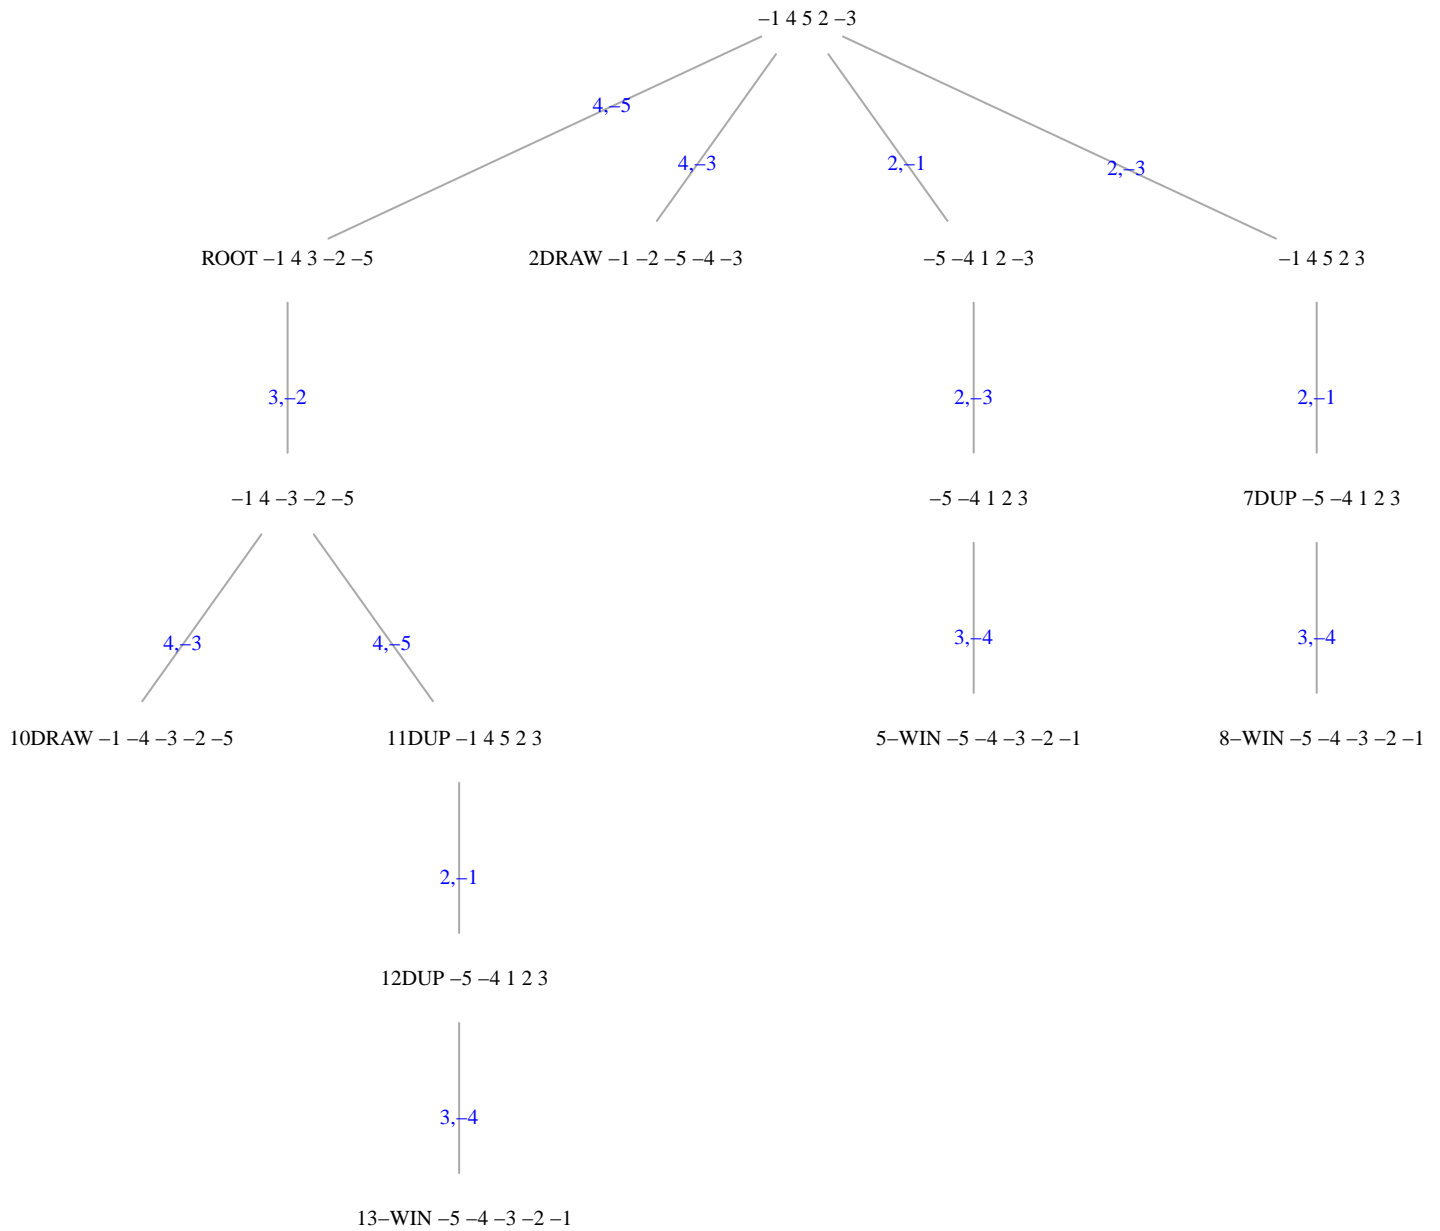 –1 4 5 2 –3
4,–5
4,–3
2,–1
2,–3
ROOT –1 4 3 –2 –5
2DRAW –1 –2 –5 –4 –3
–5 –4 1 2 –3
–1 4 5 2 3
3,–2
2,–3
2,–1
–1 4 –3 –2 –5
–5 –4 1 2 3
7DUP –5 –4 1 2 3
4,–3
4,–5
3,–4
3,–4
10DRAW –1 –4 –3 –2 –5
11DUP –1 4 5 2 3
5–WIN –5 –4 –3 –2 –1
8–WIN –5 –4 –3 –2 –1
2,–1
12DUP –5 –4 1 2 3
3,–4
13–WIN –5 –4 –3 –2 –1